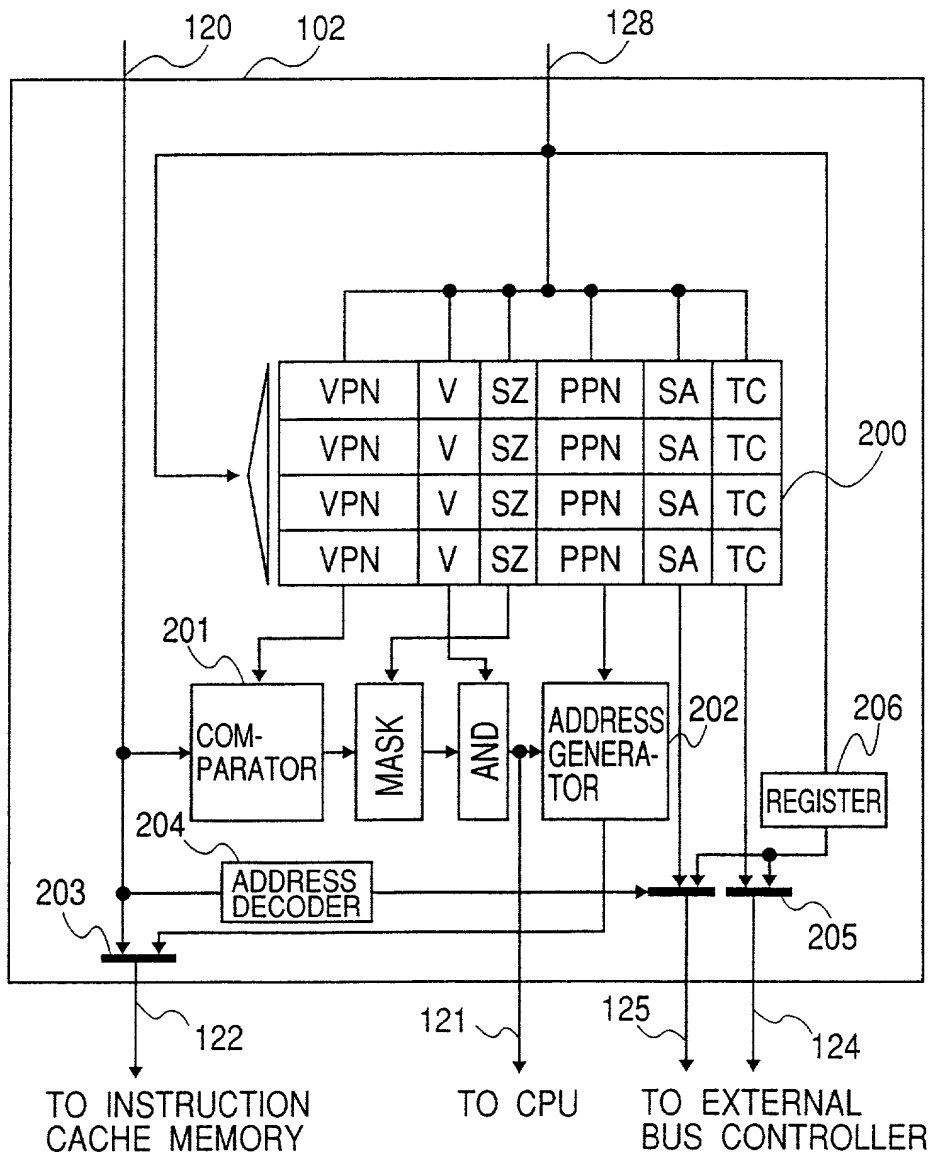 120
102
128
VPN V SZ PPN SA TC
VPN V SZ PPN SA TC
200
VPN V SZ PPN SA TC
VPN V SZ PPN SA TC
201
COM-
PARATOR
MASK
AND
ADDRESS
GENERA-
TOR
202
206
REGISTER
204
ADDRESS
DECODER
203
205
122
121
125
124
TO INSTRUCTION
CACHE MEMORY
TO CPU
TO EXTERNAL
BUS CONTROLLER